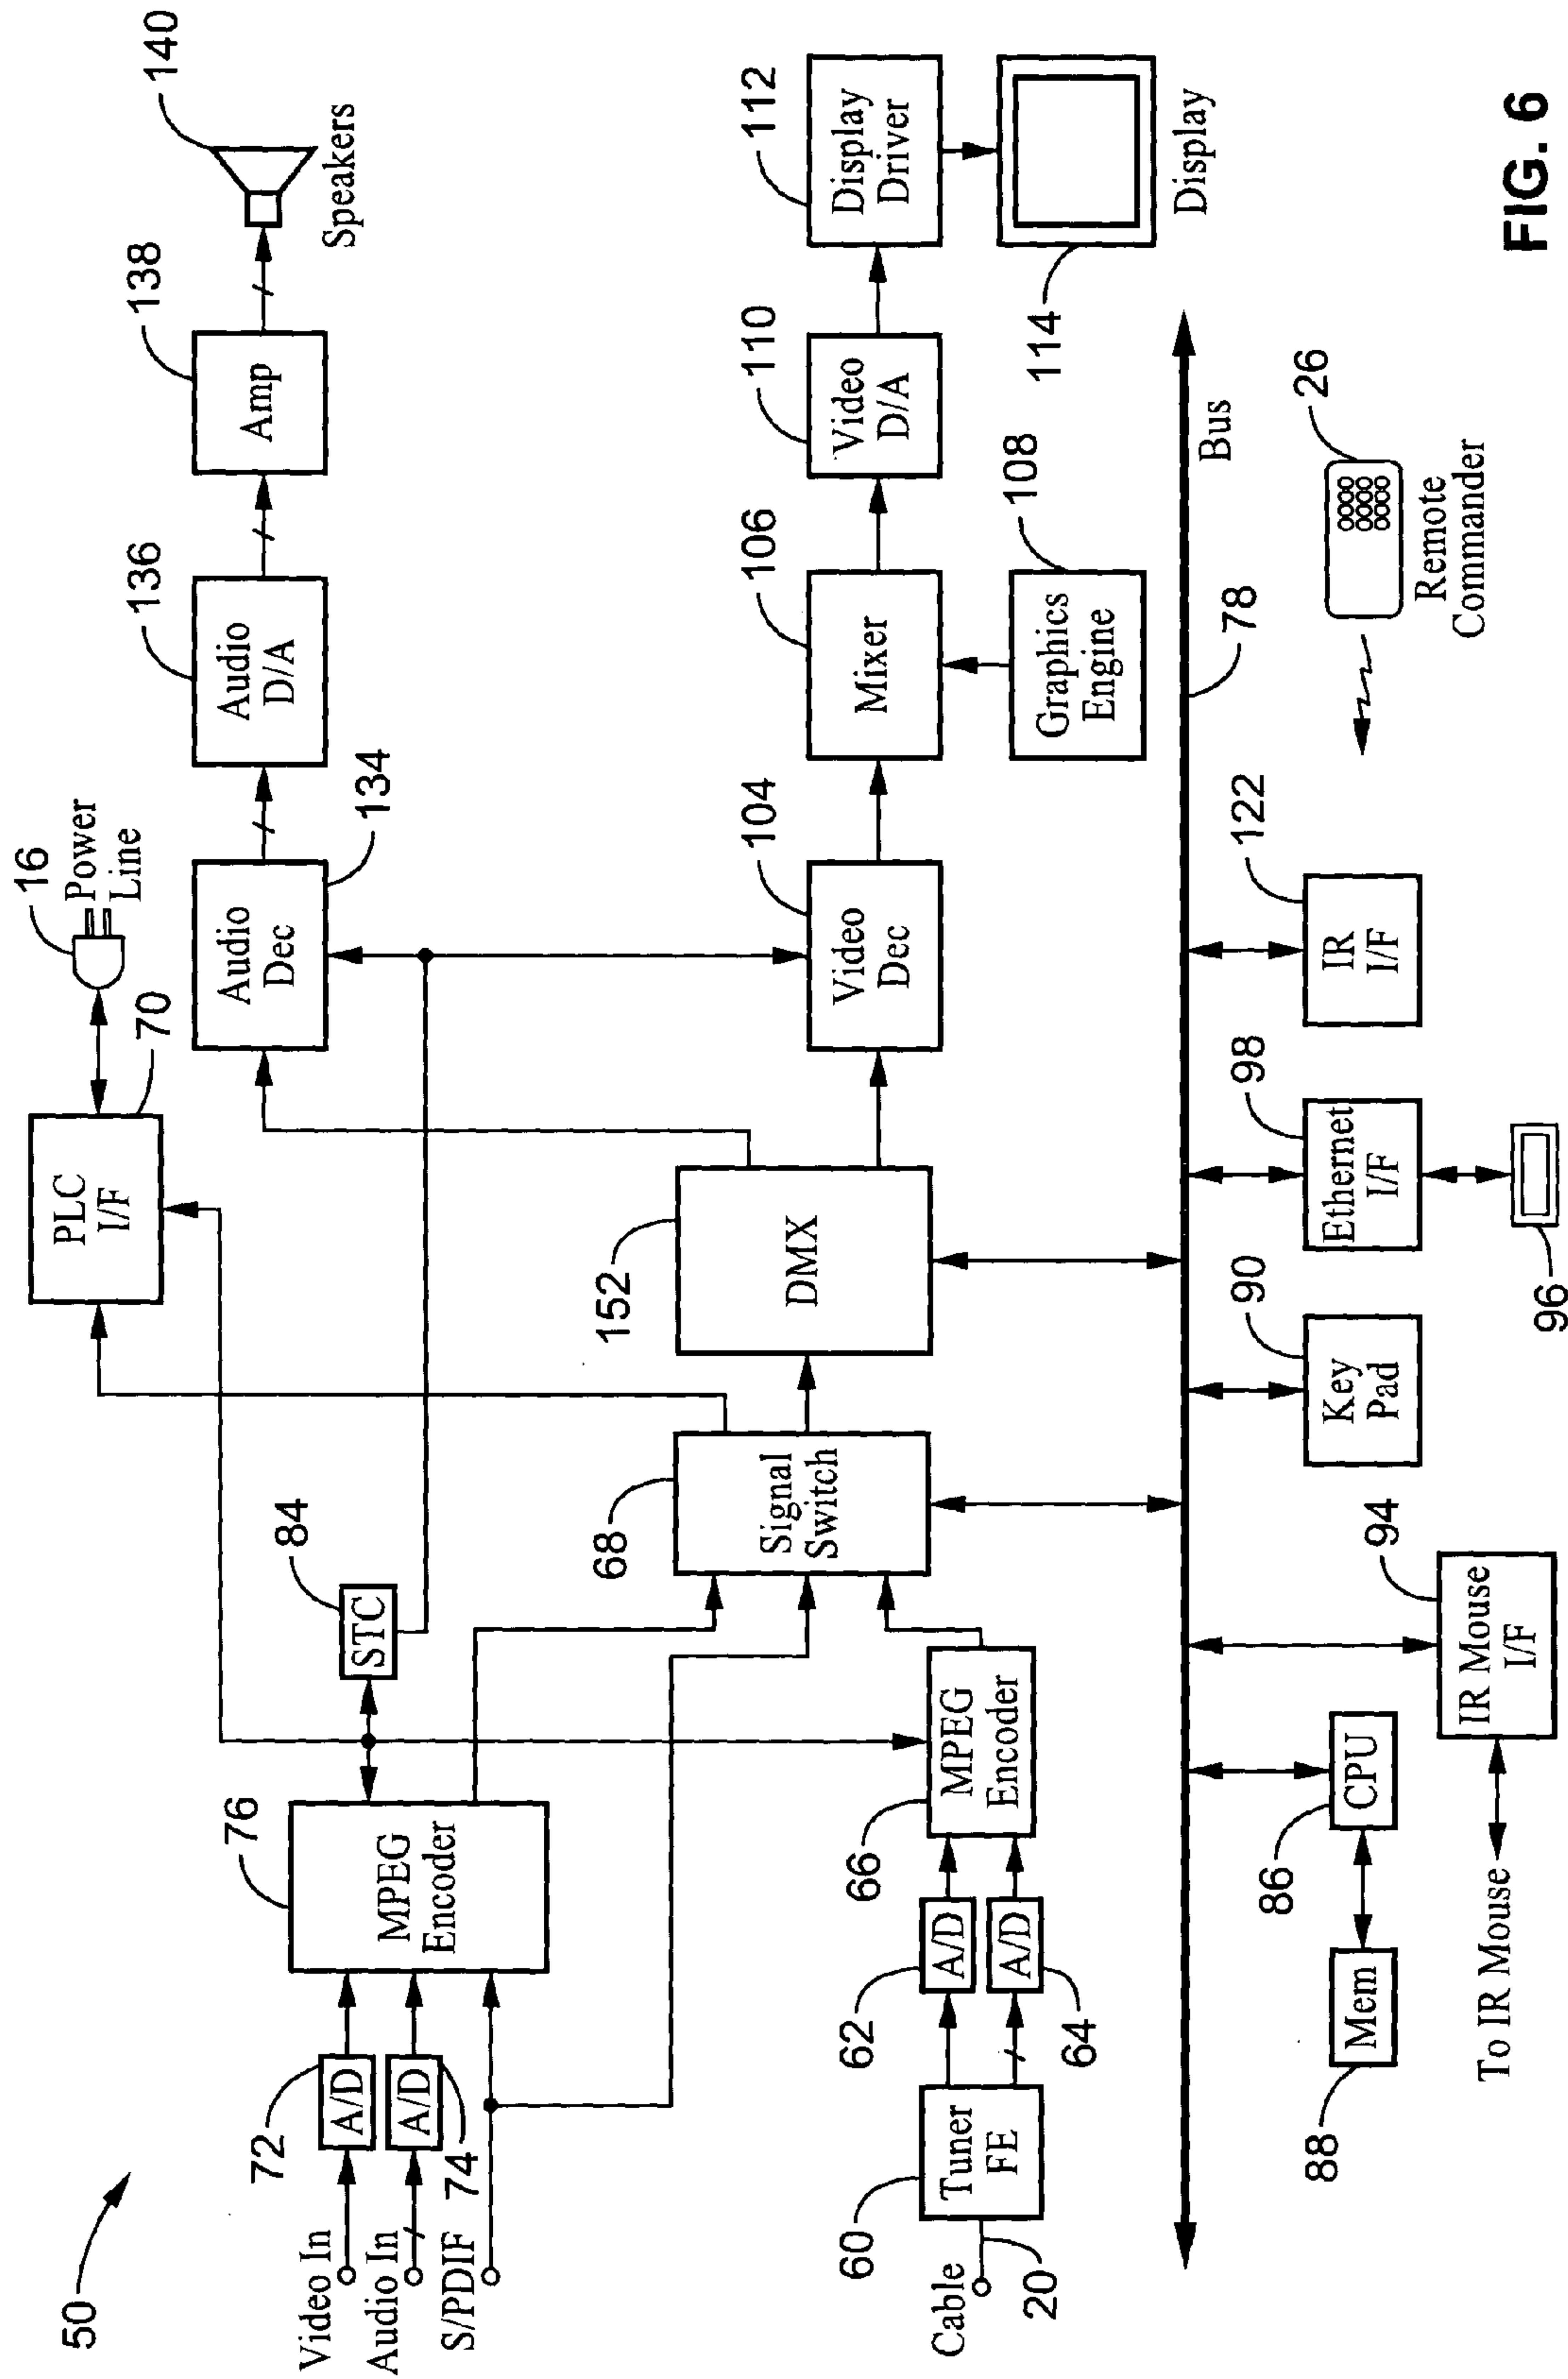 50
Video In
Audio In
S/PDIF
72
A/D
A/D
74
76
MPEG
Encoder
84
STC
16
Power
Line
PLC
I/F
70
Audio
Dec
134
136
Audio
D/A
138
Amp
140
Speakers
Cable
20
60
Tuner
FE
62
A/D
A/D
64
66
MPEG
Encoder
68
Signal
Switch
152
DMX
104
Video
Dec
106
Mixer
108
Graphics
Engine
110
Video
D/A
112
Display
Driver
114
Display
78
Bus
88
Mem
86
CPU
To IR Mouse
94
IR Mouse
I/F
90
Key
Pad
98
Ethernet
I/F
96
122
IR
I/F
26
Remote
Commander
FIG. 6